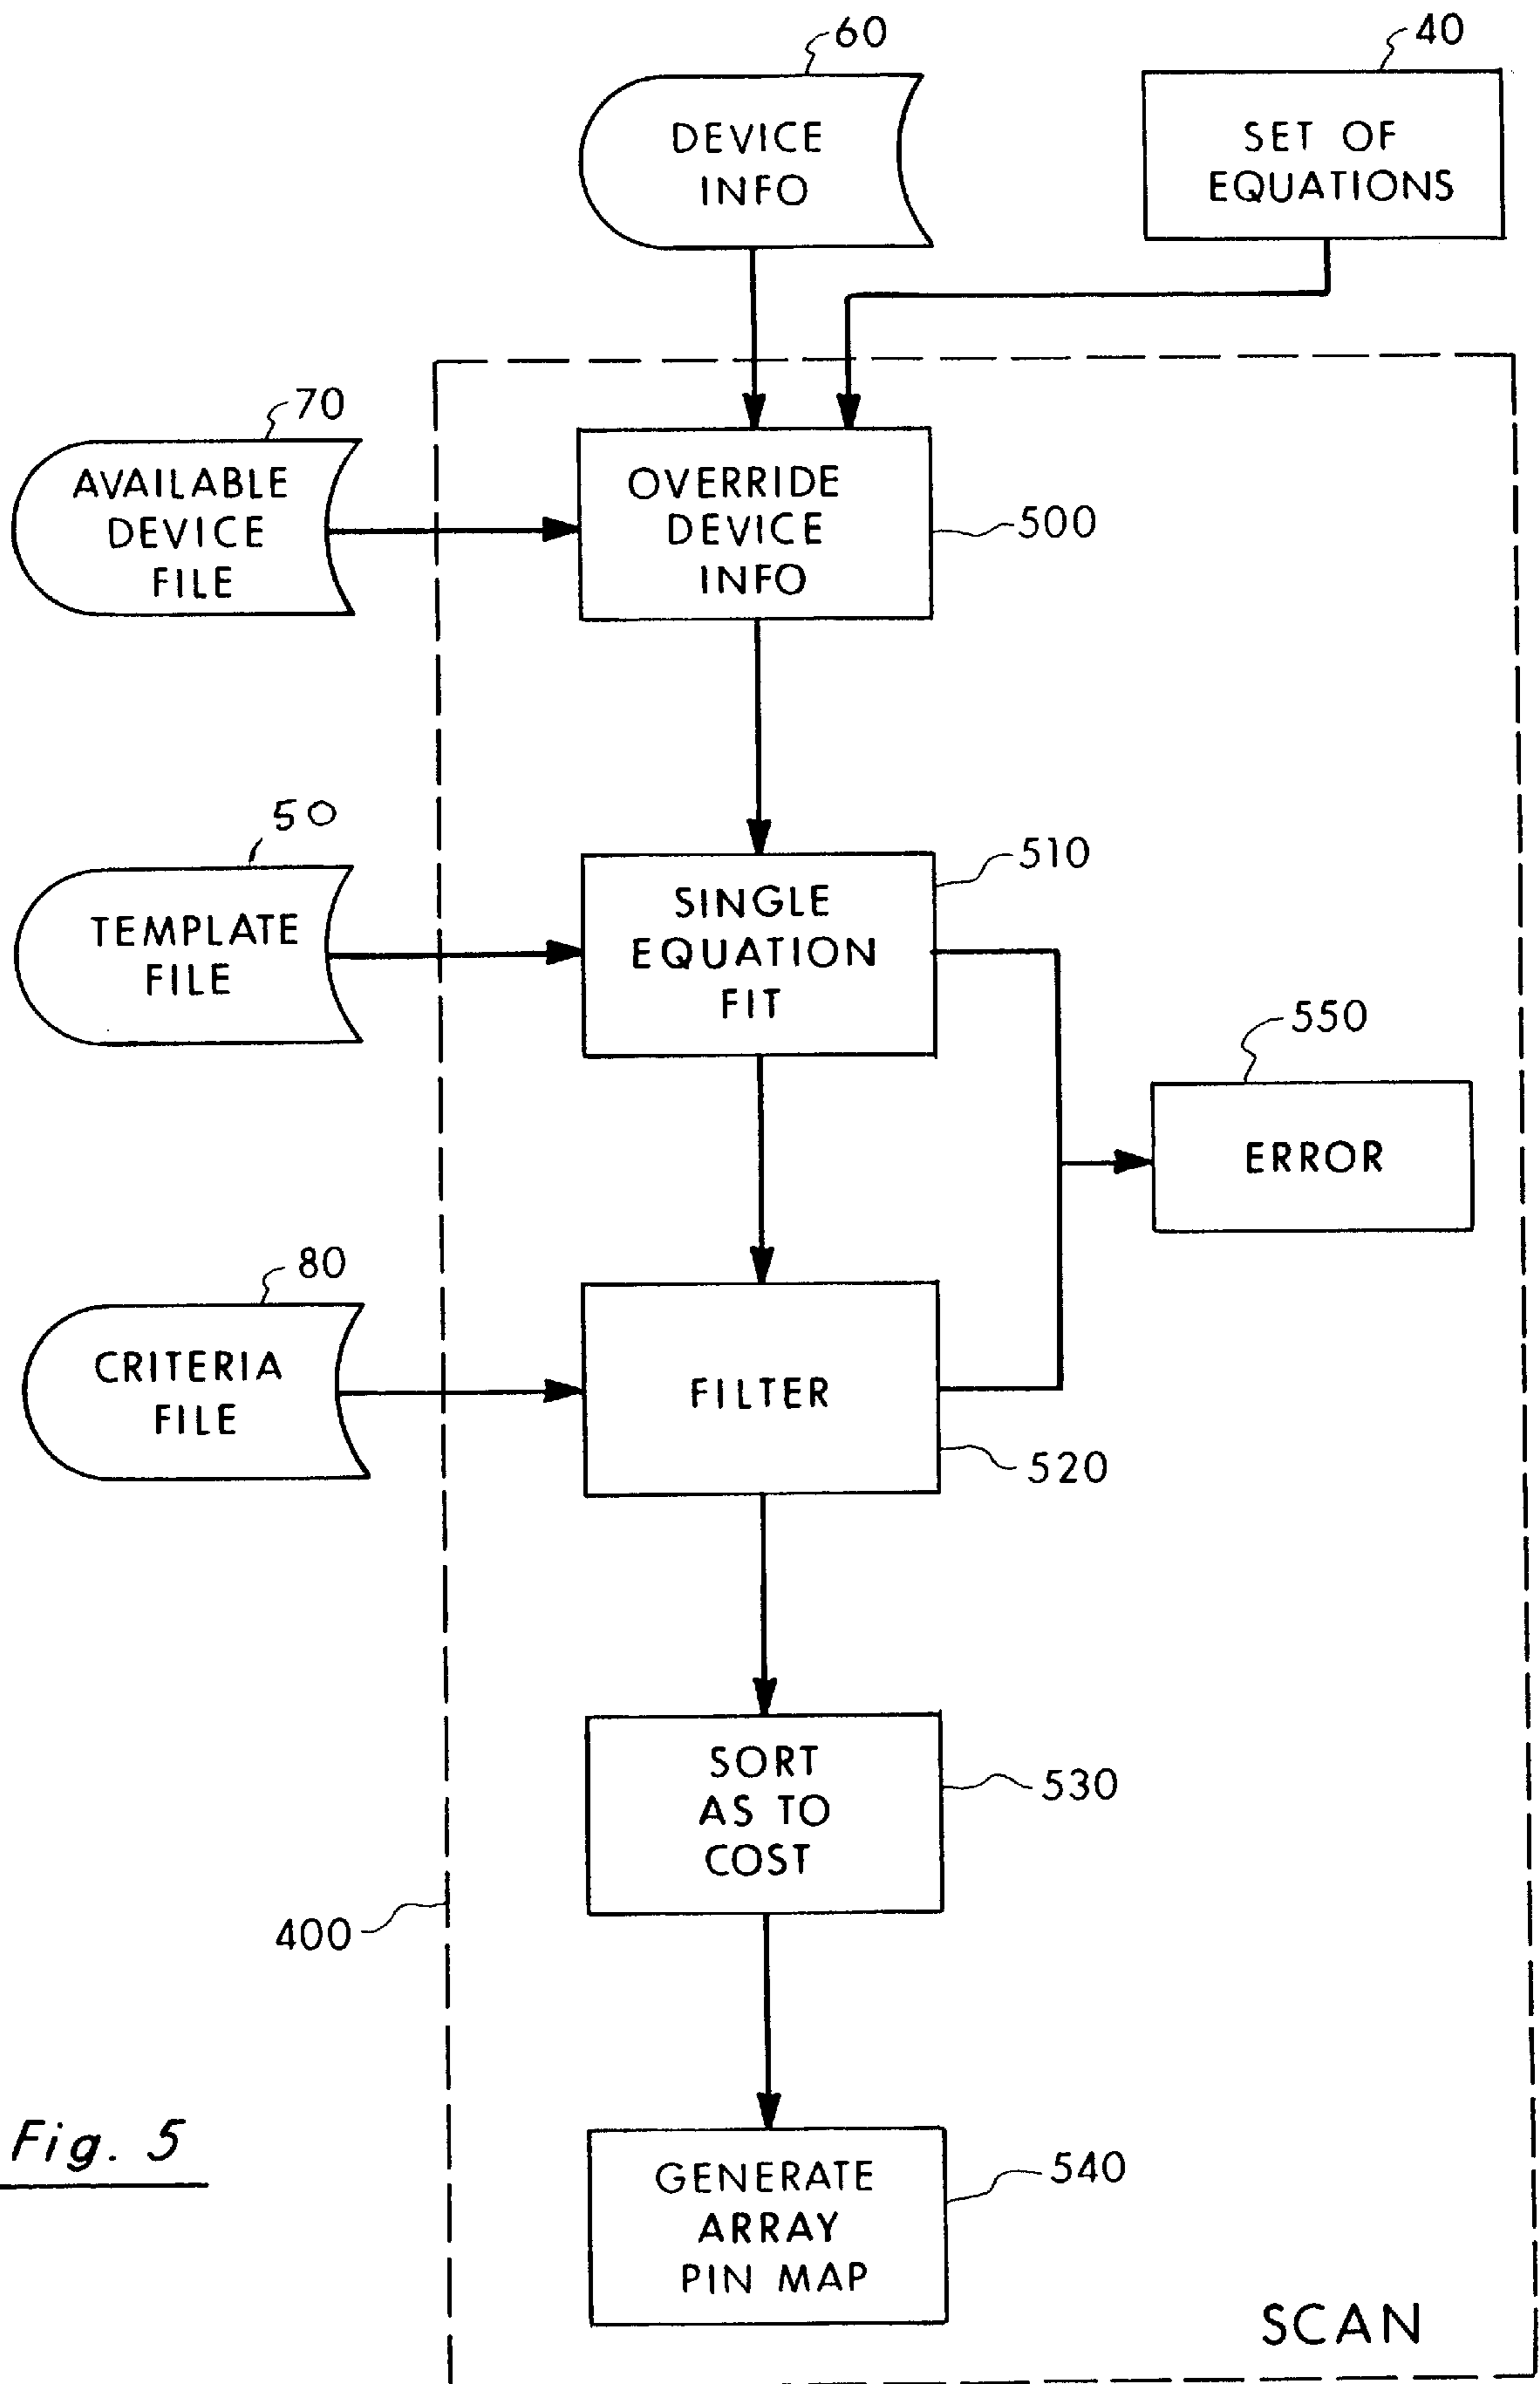 60
40
DEVICE
INFO
SET OF
EQUATIONS
70
AVAILABLE
DEVICE
FILE
OVERRIDE
DEVICE
INFO
500
50
TEMPLATE
FILE
510
SINGLE
EQUATION
FIT
550
ERROR
80
CRITERIA
FILE
FILTER
520
SORT
AS TO
COST
530
400
Fig. 5
GENERATE
ARRAY
PIN MAP
540
SCAN